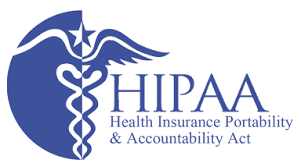 HIPAA
Health Insurance Portability
& Accountability Act